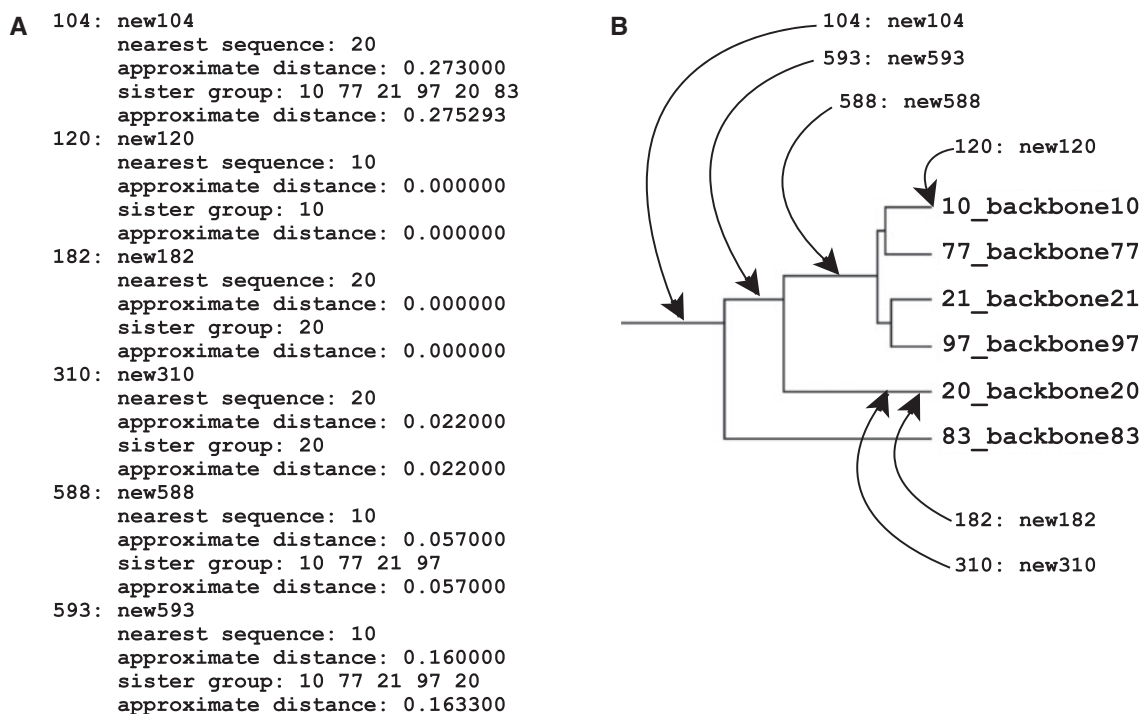 A
104: new104
nearest sequence: 20
approximate distance: 0.273000
sister group: 10 77 21 97 20 83
approximate distance: 0.275293
120: new120
nearest sequence: 10
approximate distance: 0.000000
sister group: 10
approximate distance: 0.000000
182: new182
nearest sequence: 20
approximate distance: 0.000000
sister group: 20
approximate distance: 0.000000
310: new310
nearest sequence: 20
approximate distance: 0.022000
sister group: 20
approximate distance: 0.022000
588: new588
nearest sequence: 10
approximate distance: 0.057000
sister group: 10 77 21 97
approximate distance: 0.057000
593: new593
nearest sequence: 10
approximate distance: 0.160000
sister group: 10 77 21 97 20
approximate distance: 0.163300
B
104: new104
593: new593
588: new588
120: new120
10_backbone10
77_backbone77
21_backbone21
97_backbone97
20_backbone20
83_backbone83
182: new182
310: new310